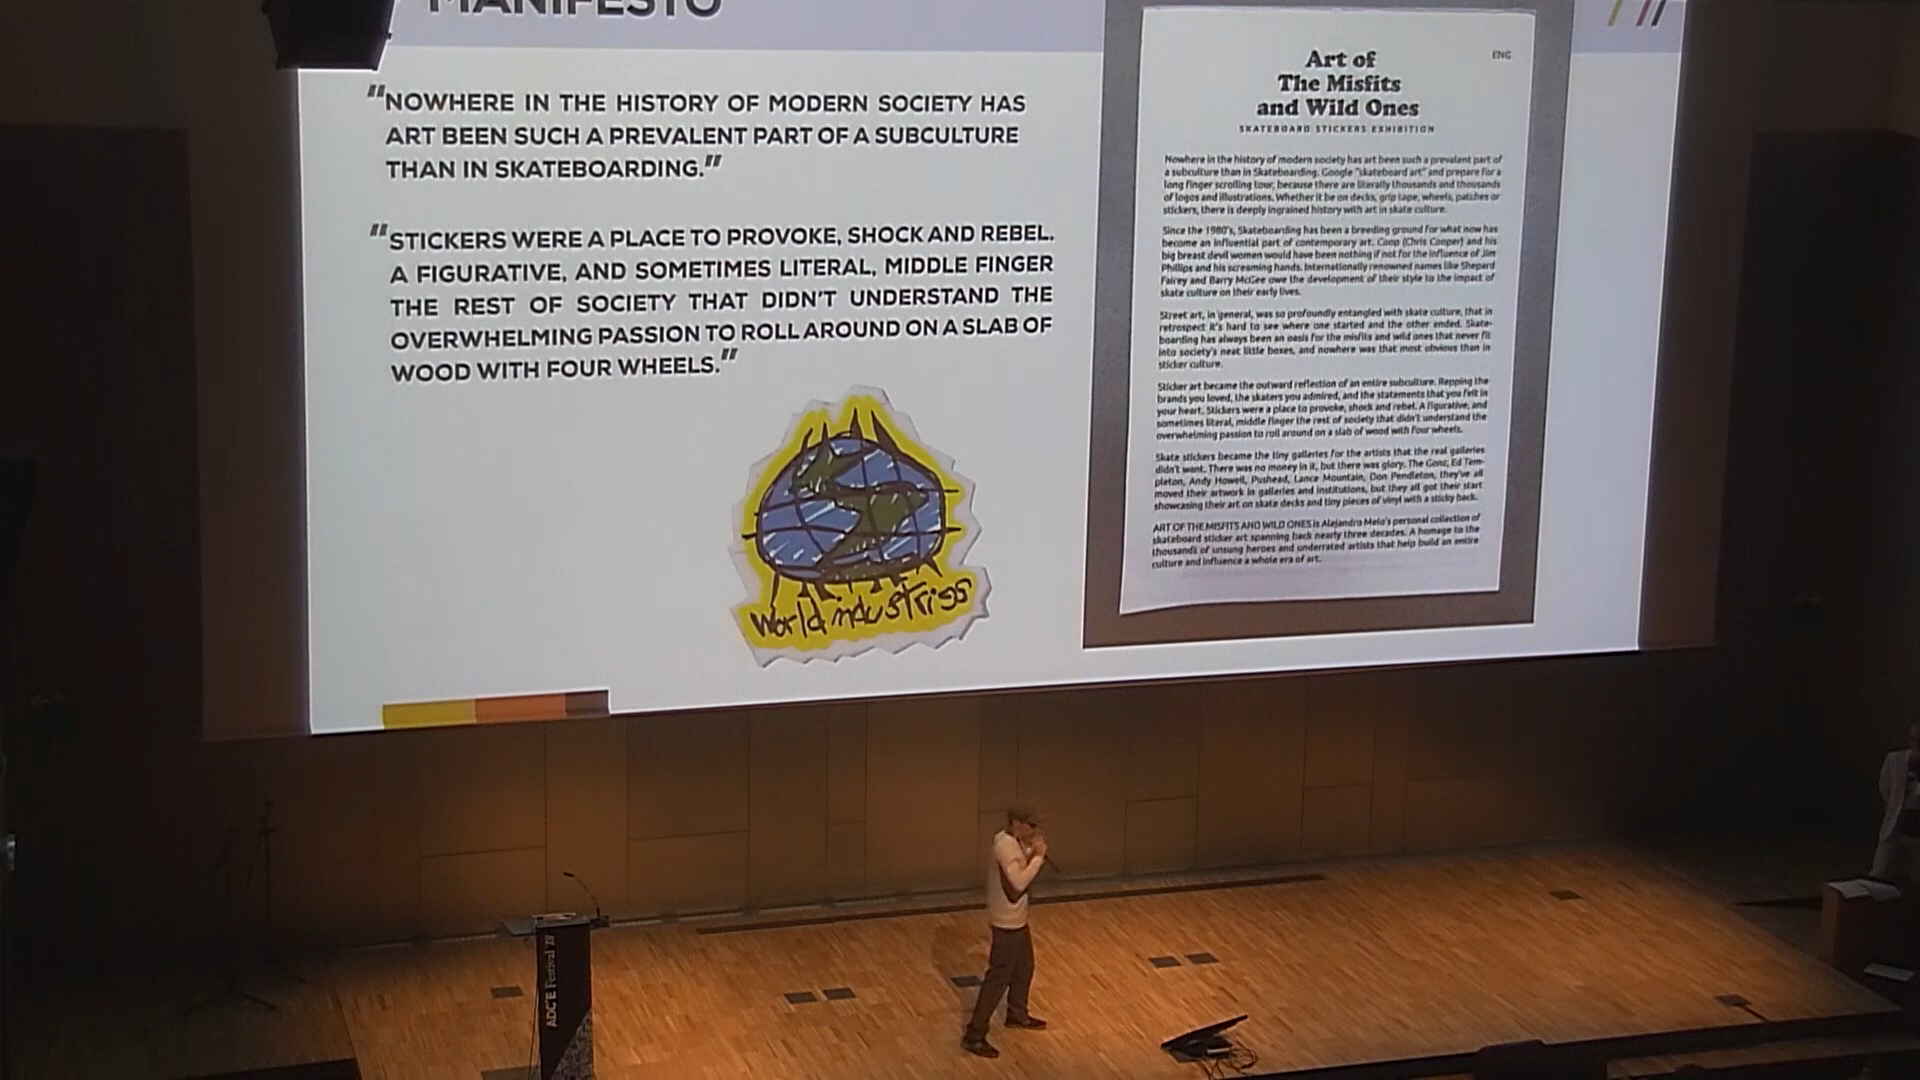 MANIFESTO
"NOWHERE IN THE HISTORY OF MODERN SOCIETY HAS
ART BEEN SUCH A PREVALENT PART OF A SUBCULTURE
THAN IN SKATEBOARDING."
"STICKERS WERE A PLACE TO PROVOKE, SHOCK AND REBEL.
A FIGURATIVE, AND SOMETIMES LITERAL, MIDDLE FINGER
THE REST OF SOCIETY THAT DIDN'T UNDERSTAND THE
OVERWHELMING PASSION TO ROLL AROUND ON A SLAB OF
WOOD WITH FOUR WHEELS."
World industries
ENG
Art of
The Misfits
and Wild Ones
SKATEBOARD STICKERS EXHIBITION
Nowhere in the history of modern society has art been such a prevalent part of
a subculture than in Skateboarding. Google "skateboard art" and prepare for a
long finger scrolling tour, because there are literally thousands and thousands
of logos and illustrations. Whether it be on decks, grip tape, wheels, patches or
stickers, there is deeply ingrained history with art in skate culture.
Since the 1980's, Skateboarding has been a breeding ground for what now has
become an influential part of contemporary art. Coop (Chris Cooper) and his
big breast devil women would have been nothing if not for the influence of Jim
Phillips and his screaming hands. Internationally renowned names like Shepard
Fairey and Barry McGee owe the development of their style to the impact of
skate culture on their early lives.
Street art, in general, was so profoundly entangled with skate culture, that in
retrospect it's hard to see where one started and the other ended. Skate-
boarding has always been an oasis for the misfits and wild ones that never fit
into society's neat little boxes, and nowhere was that most obvious than in
sticker culture.
Sticker art became the outward reflection of an entire subculture. Repping the
brands you loved, the skaters you admired, and the statements that you felt in
your heart. Stickers were a place to provoke, shock and rebel. A figurative, and
sometimes literal, middle finger the rest of society that didn't understand the
overwhelming passion to roll around on a slab of wood with four wheels.
Skate stickers became the tiny galleries for the artists that the real galleries
didn't want. There was no money in it, but there was glory. The Gonz, Ed Tem-
pleton, Andy Howell, Pushead, Lance Mountain, Don Pendleton, they've all
moved their artwork in galleries and institutions, but they all got their start
showcasing their art on skate decks and tiny pieces of vinyl with a sticky back.
ART OF THE MISFITS AND WILD ONES is Alejandro Melo's personal collection of
skateboard sticker art spanning back nearly three decades. A homage to the
thousands of unsung heroes and underrated artists that help build an entire
culture and influence a whole era of art.
ADC*E Festival